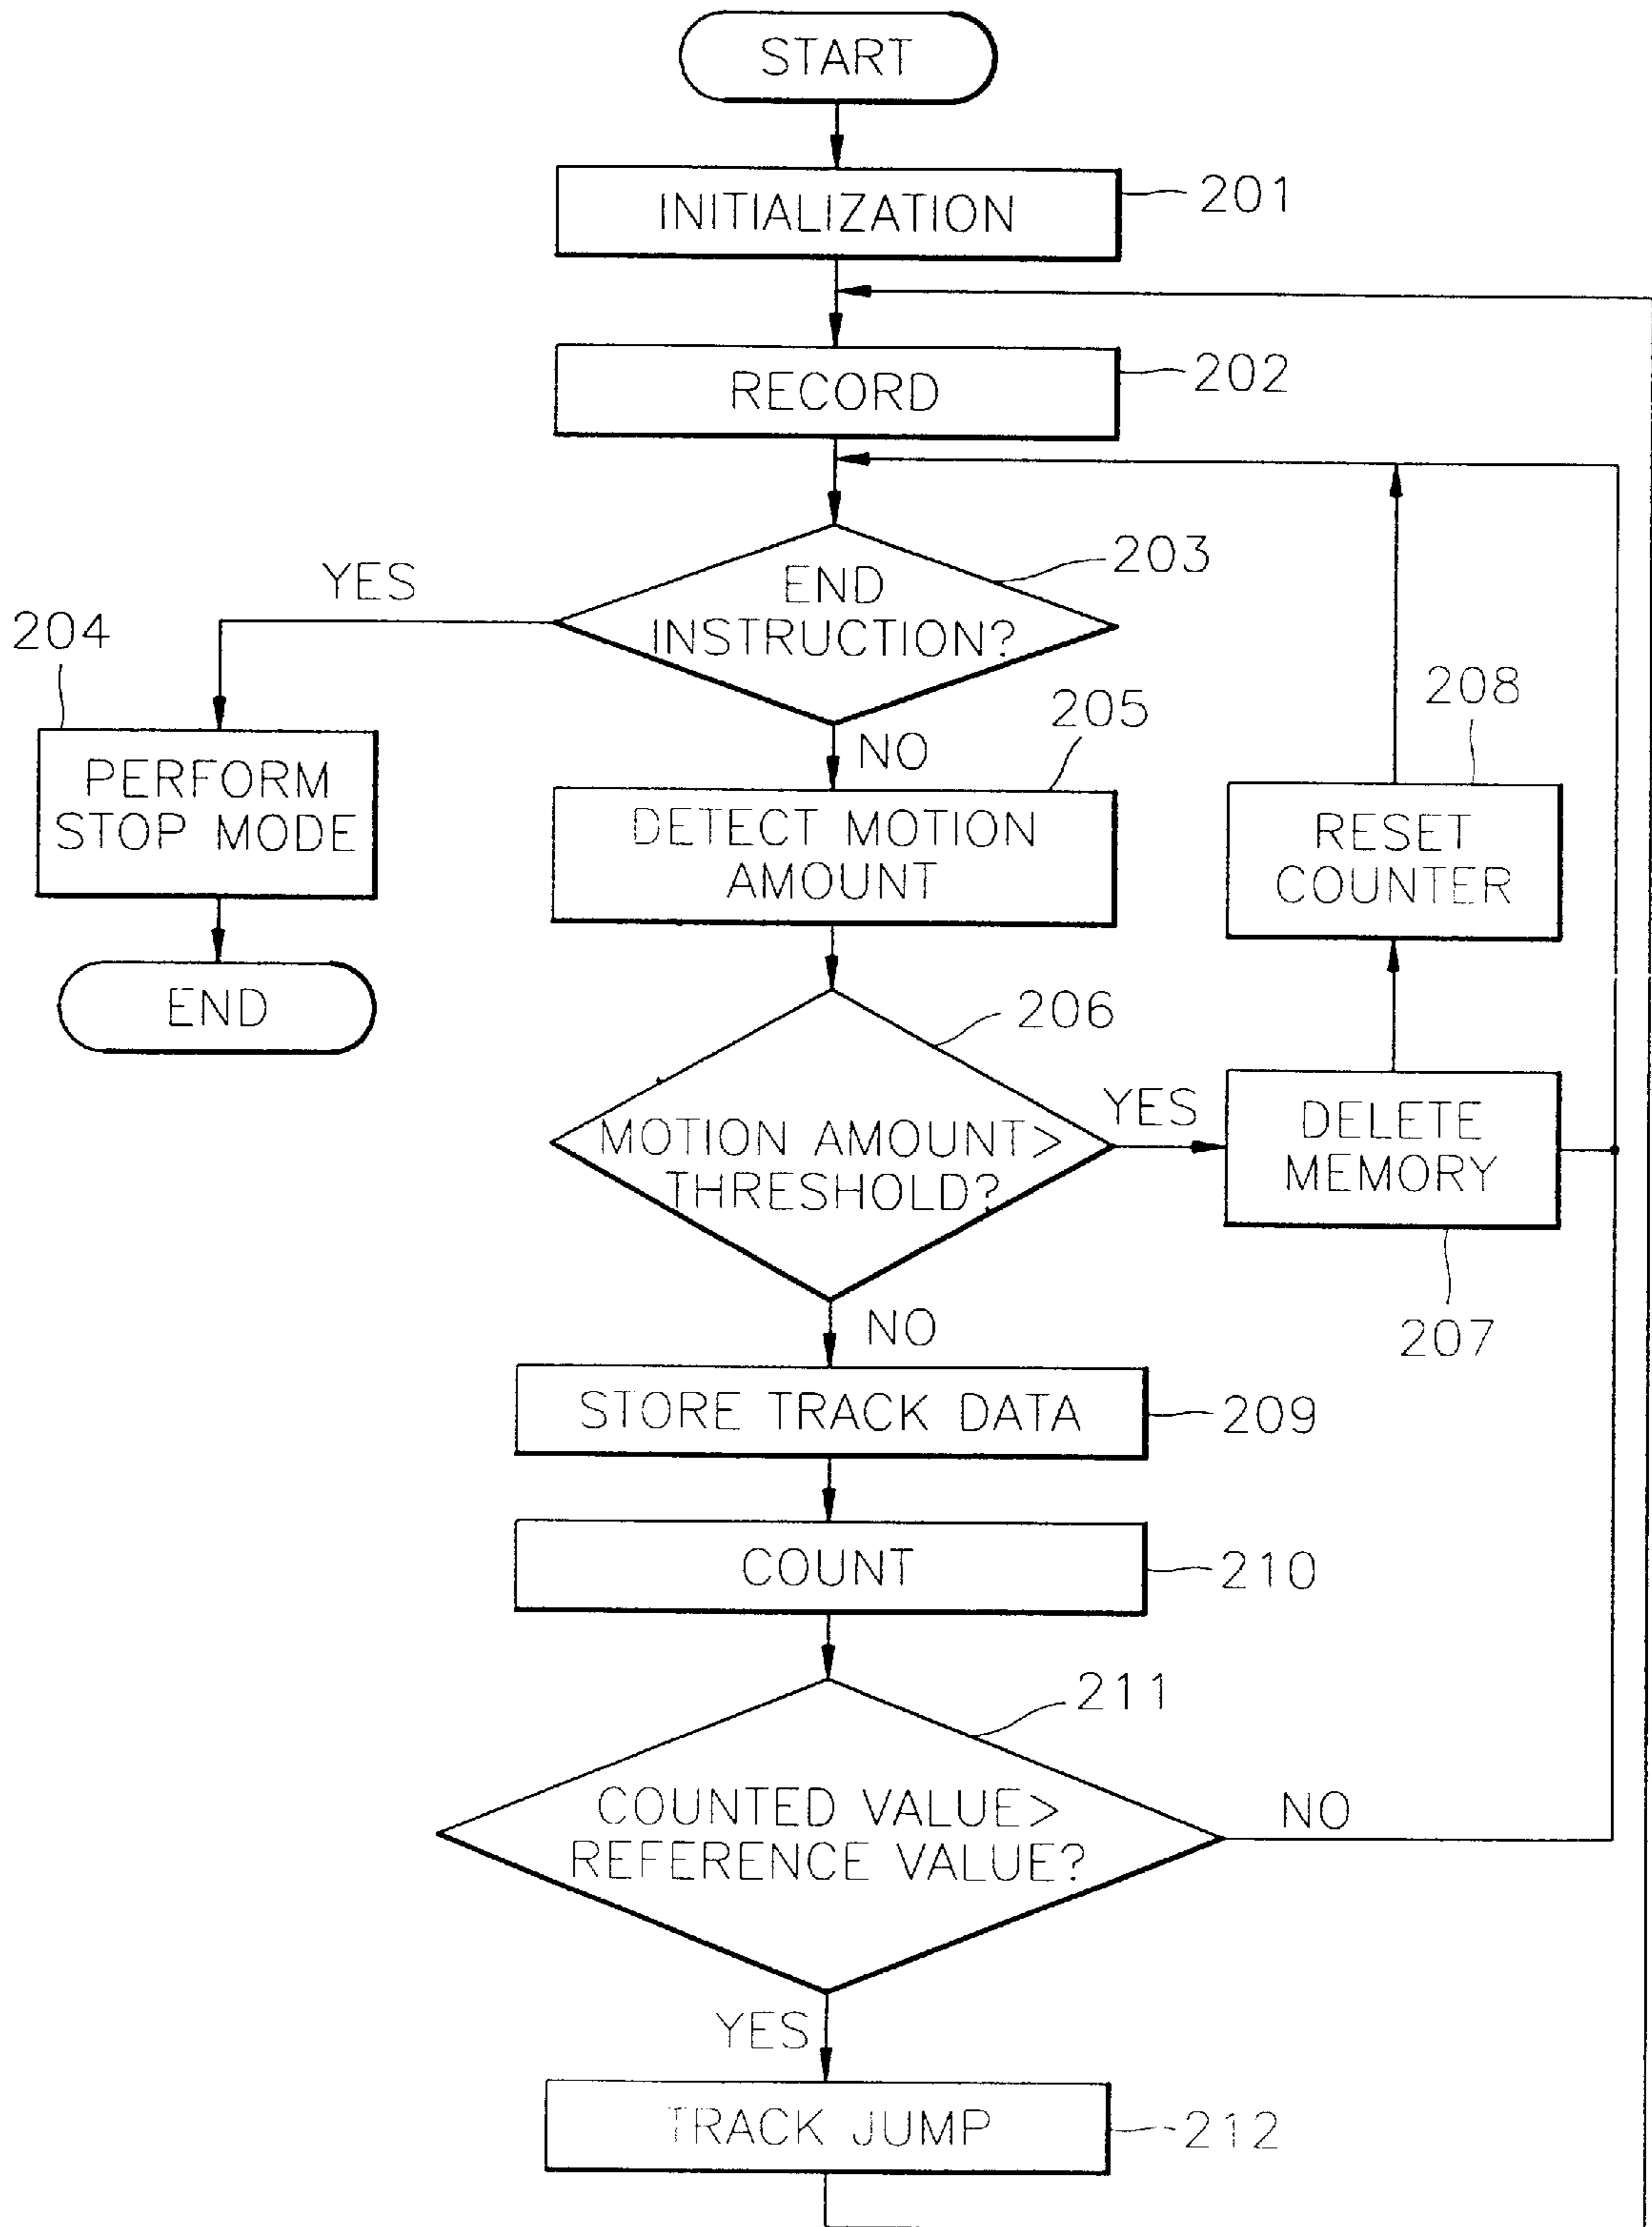 START
INITIALIZATION
201
RECORD
202
END
INSTRUCTION?
203
YES
204
PERFORM
STOP MODE
END
NO
205
DETECT MOTION
AMOUNT
208
RESET
COUNTER
206
MOTION AMOUNT>
THRESHOLD?
YES
DELETE
MEMORY
207
NO
STORE TRACK DATA
209
COUNT
210
211
COUNTED VALUE>
REFERENCE VALUE?
NO
YES
TRACK JUMP
212